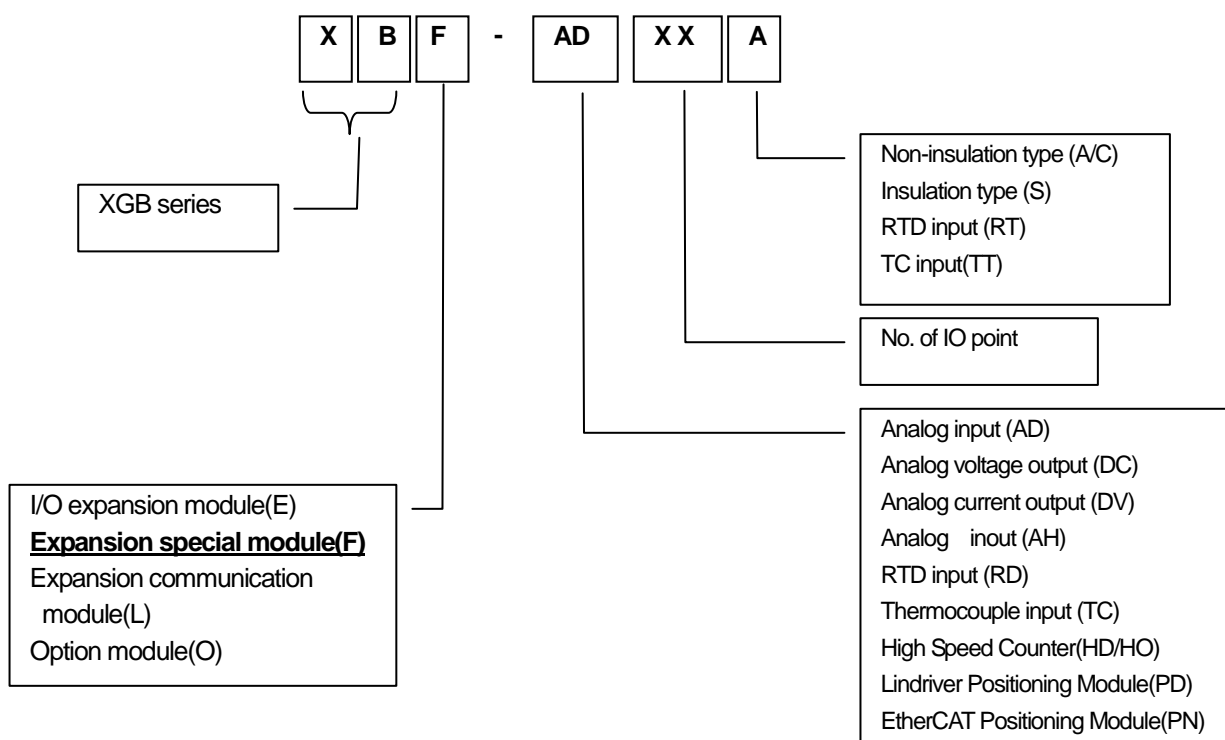 X B F - AD X X A
XGB series
I/O expansion module(E)
Expansion special module(F)
Expansion communication
module(L)
Option module(O)
Non-insulation type (A/C)
Insulation type (S)
RTD input (RT)
TC input(TT)
No. of IO point
Analog input (AD)
Analog voltage output (DC)
Analog current output (DV)
Analog inout (AH)
RTD input (RD)
Thermocouple input (TC)
High Speed Counter(HD/HO)
Lindriver Positioning Module(PD)
EtherCAT Positioning Module(PN)